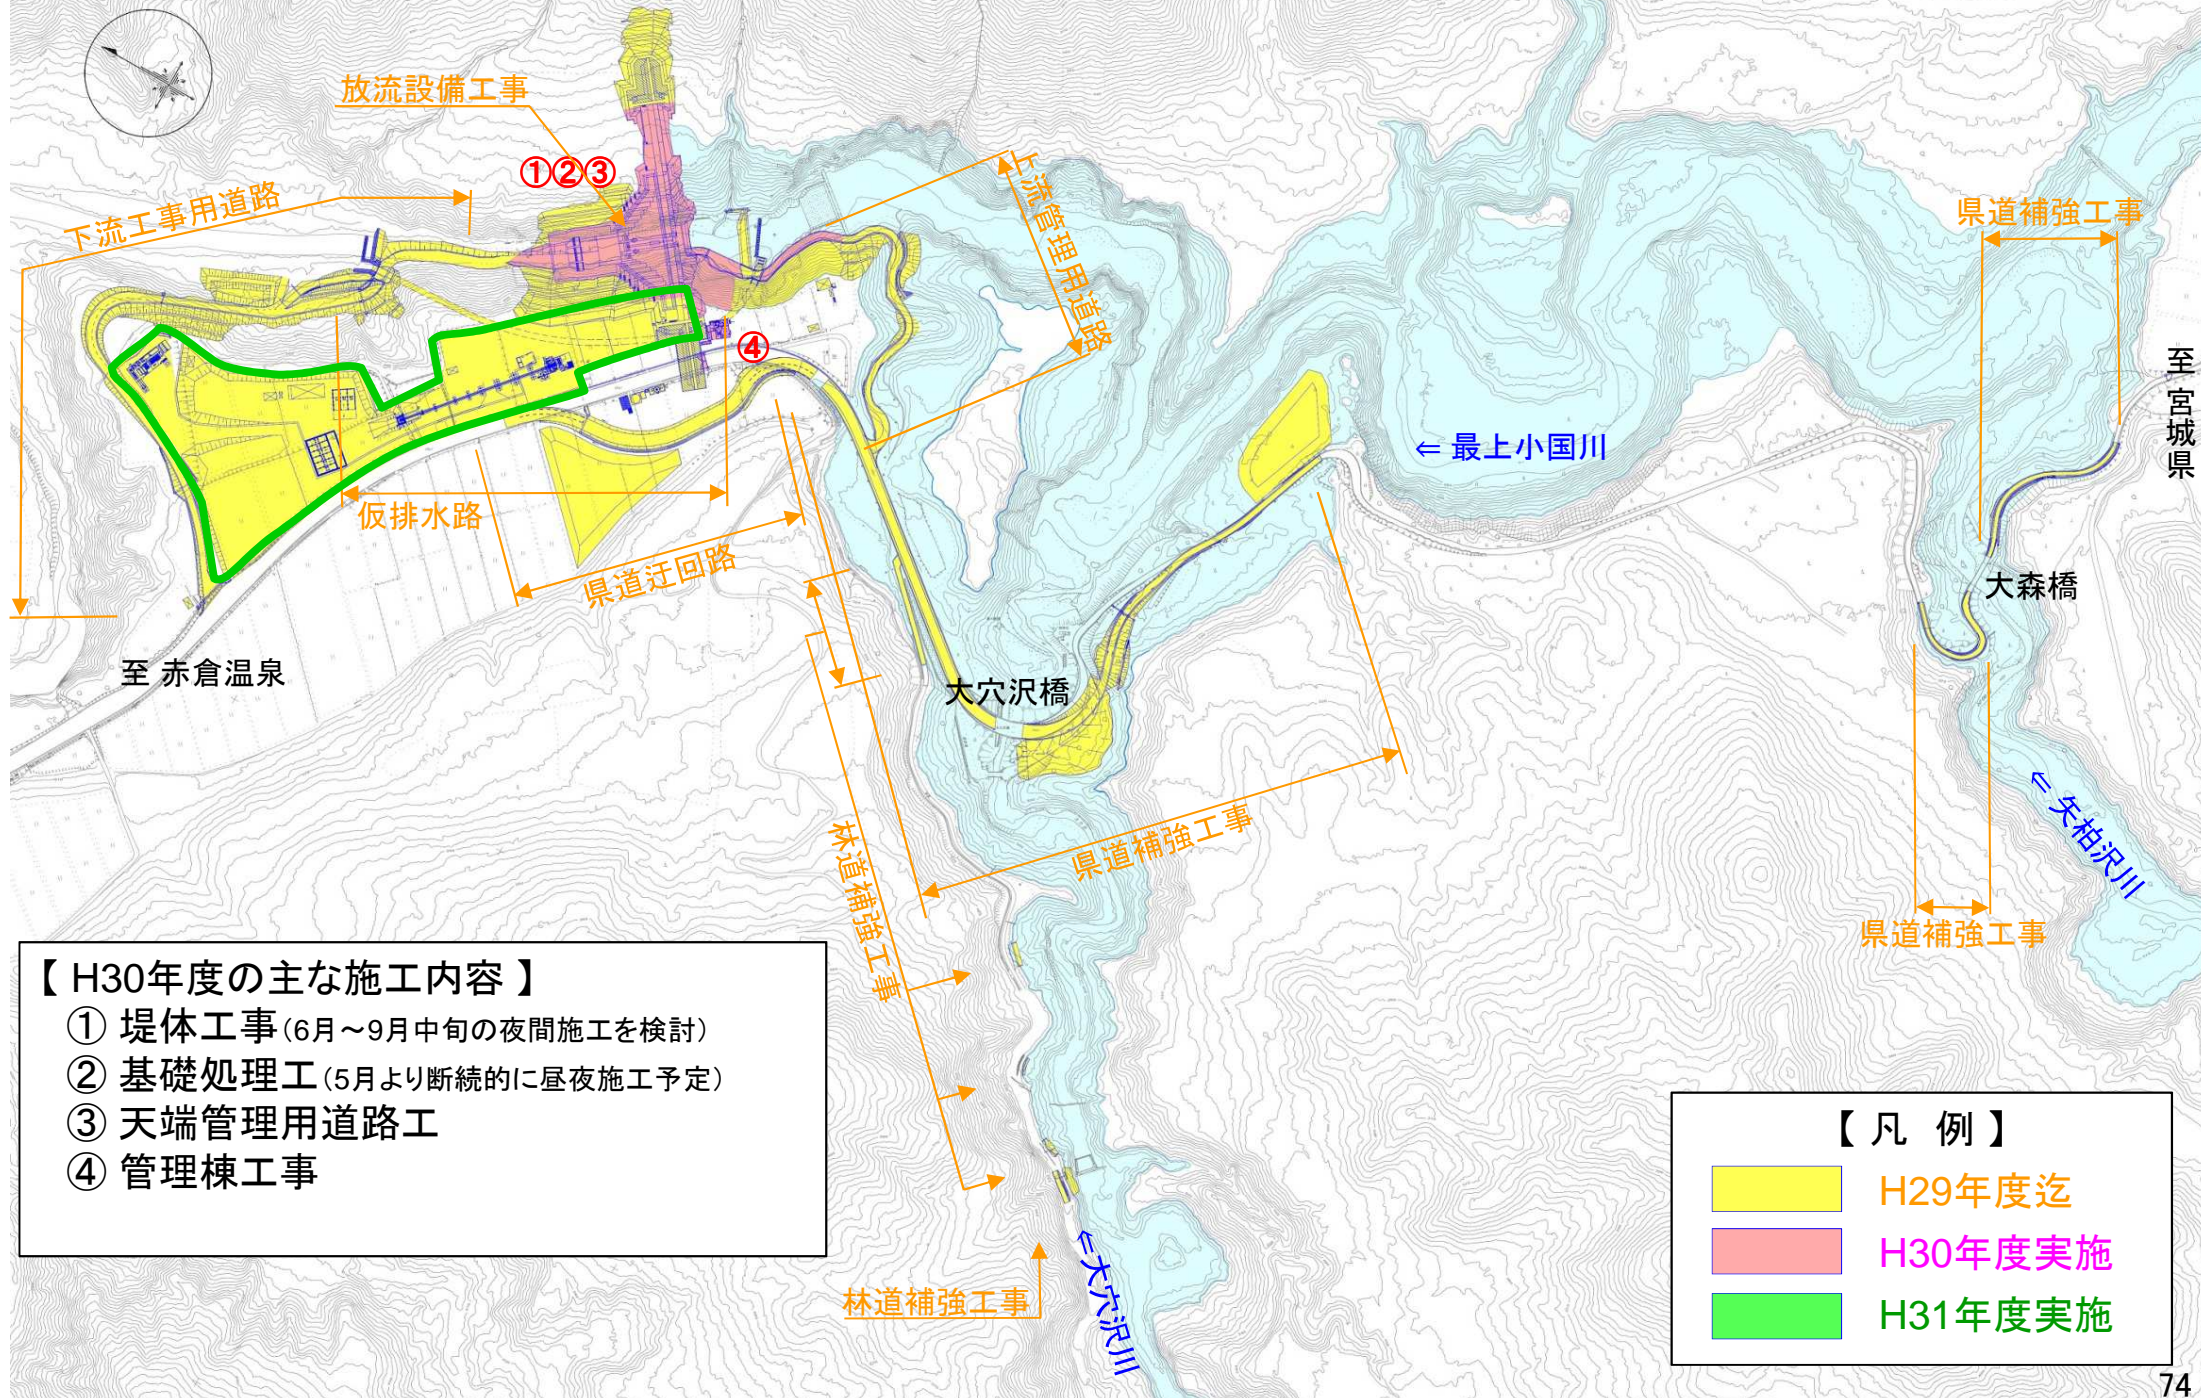 放流設備工事
①②③
下流工事用道路
上流管理用道路
県道補強工事
④
至 宮城県
⇐ 最上小国川
仮排水路
県道迂回路
大森橋
至 赤倉温泉
大穴沢橋
⇐ 矢柏沢川
県道補強工事
林道補強工事
県道補強工事
林道補強工事
⇐大穴沢川
【 H30年度の主な施工内容 】
① 堤体工事(6月～9月中旬の夜間施工を検討)
② 基礎処理工(5月より断続的に昼夜施工予定)
③ 天端管理用道路工
④ 管理棟工事
【 凡 例 】
H29年度迄
H30年度実施
H31年度実施
74